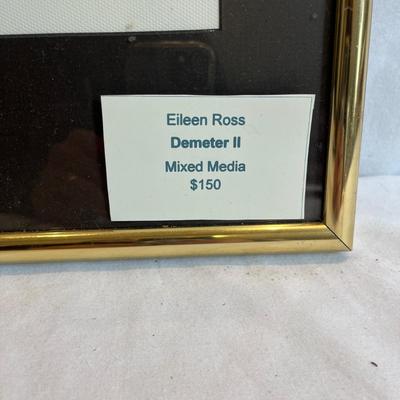 Eileen Ross
Demeter II
Mixed Media
$150